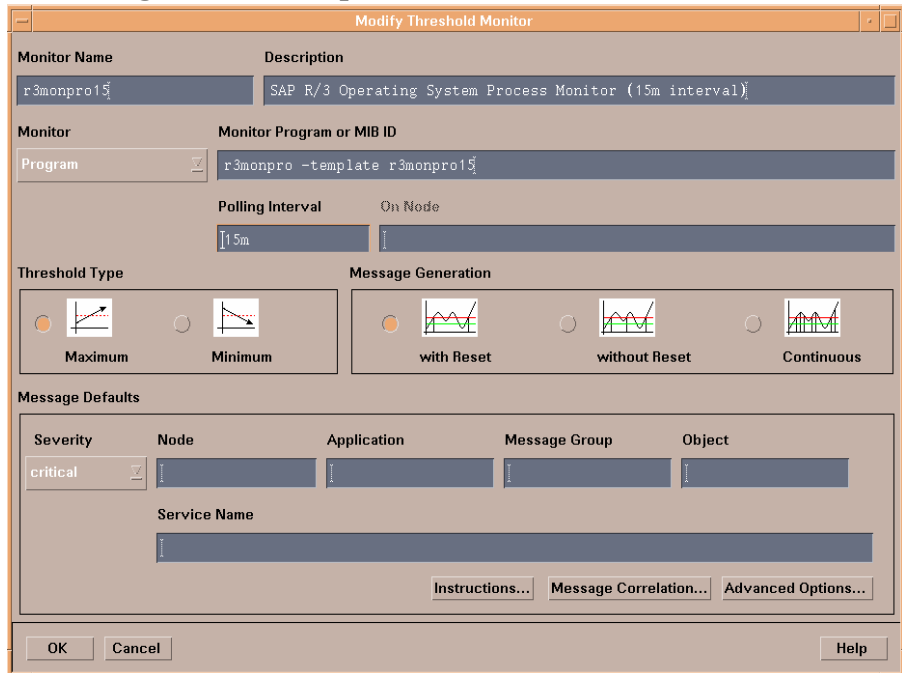 Modify Threshold Monitor
Monitor Name Description
r3monpro15 SAP R/3 Operating System Process Monitor (15m interval)
Monitor Monitor Program or MIB ID
Program r3monpro -template r3monpro15
Polling Interval On Node
15m
Threshold Type Message Generation
Maximum Minimum with Reset without Reset Continuous
Message Defaults
Severity Node Application Message Group Object
critical
Service Name
Instructions... Message Correlation... Advanced Options...
OK Cancel Help